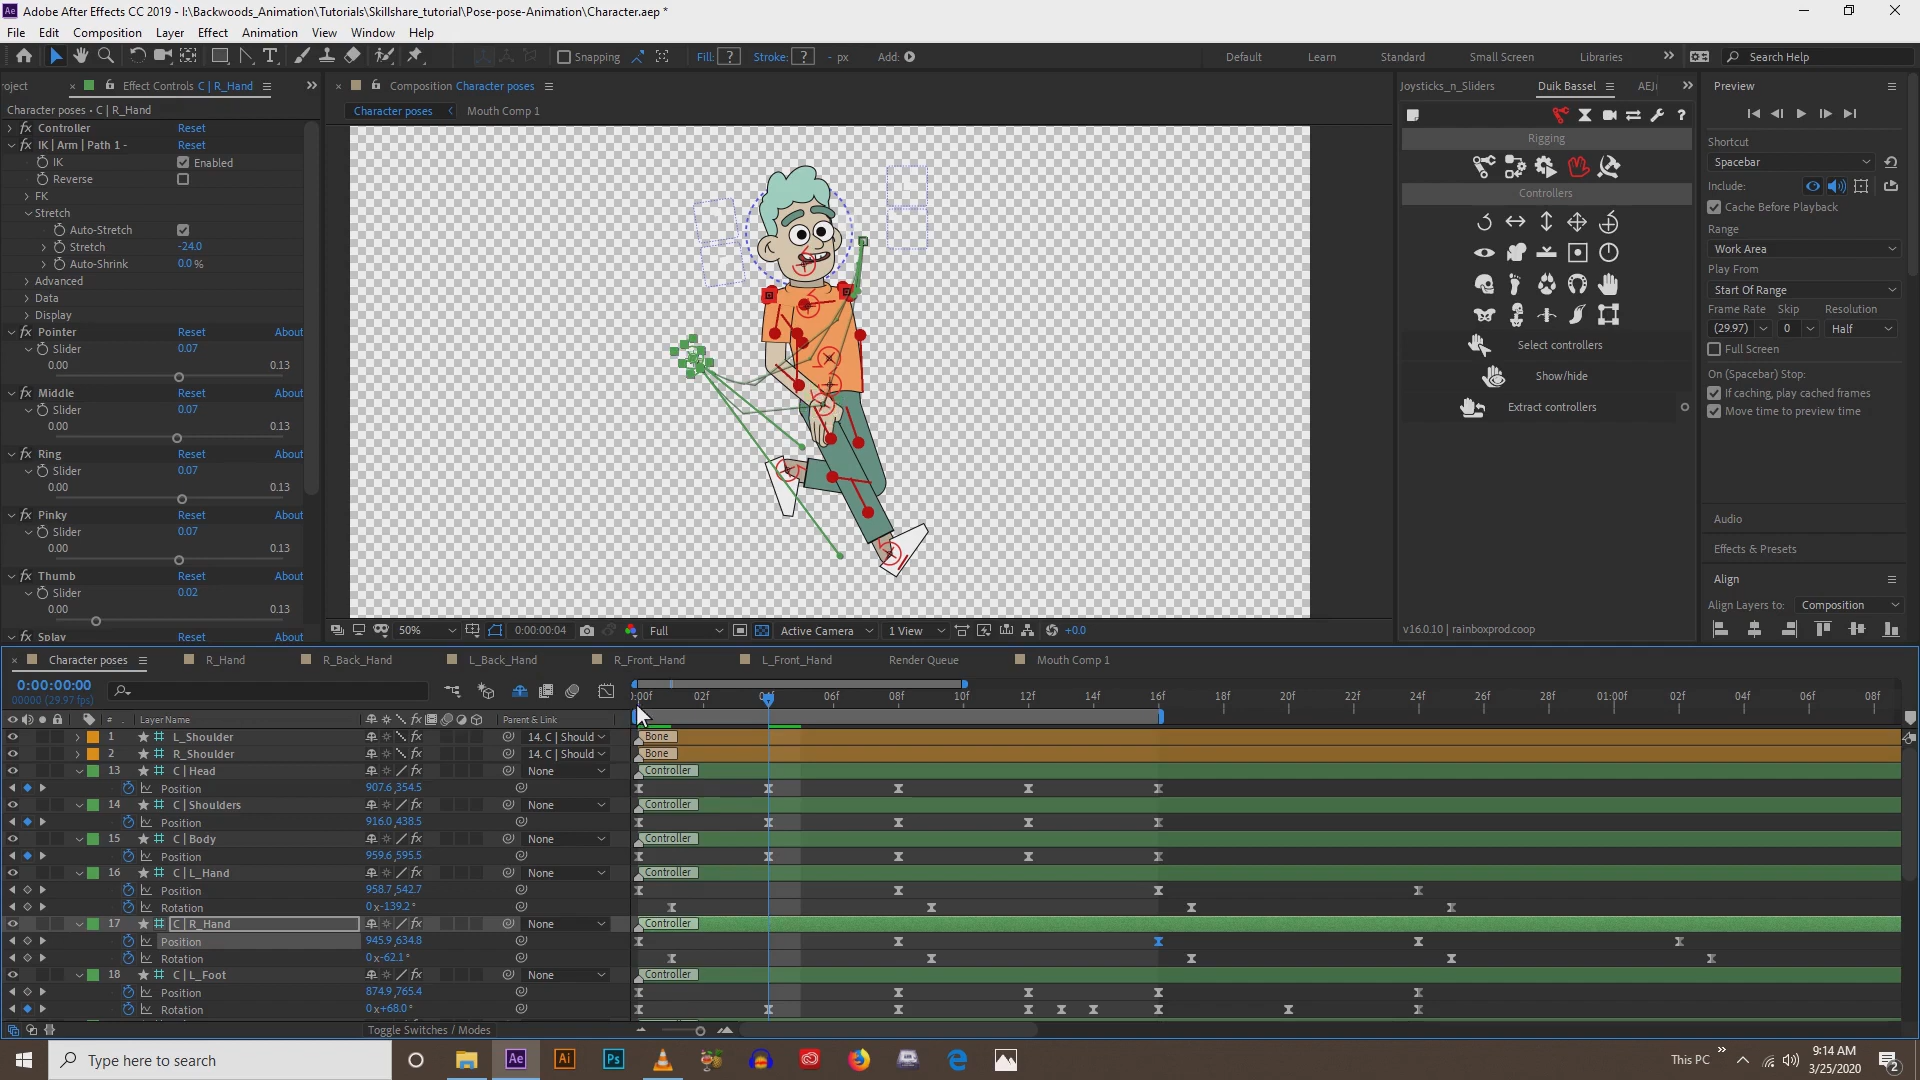 Adobe After Effects CC 2019 - I:\Backwoods_Animation\Tutorials\Skillshare_tutorial\Pose-pose-Animation\Character.aep *
File Edit Composition Layer Effect Animation View Window Help
Snapping Fill: ? Stroke: ? - px Add: Default Learn Standard Small Screen Libraries Search Help
roject Effect Controls C | R_Hand
Character poses • C | R_Hand
Controller Reset
IK | Arm | Path 1 - Reset
IK Enabled
Reverse
FK
Stretch
Auto-Stretch
Stretch -24.0
Auto-Shrink 0.0 %
Advanced
Data
Display
Pointer Reset About
Slider 0.07
0.00 0.13
Middle Reset About
Slider 0.07
0.00 0.13
Ring Reset About
Slider 0.07
0.00 0.13
Pinky Reset About
Slider 0.07
0.00 0.13
Thumb Reset About
Slider 0.02
0.00 0.13
Splay Reset About
Composition Character poses
Character poses Mouth Comp 1
50% 0:00:00:04 Full Active Camera 1 View +0.0
Joysticks_n_Sliders Duik Bassel
Rigging
Controllers
Select controllers
Show/hide
Extract controllers
v16.0.10 | rainboxprod.coop
Preview
Shortcut
Spacebar
Include:
Cache Before Playback
Range
Work Area
Play From
Start Of Range
Frame Rate Skip Resolution
(29.97) 0 Half
Full Screen
On (Spacebar) Stop:
If caching, play cached frames
Move time to preview time
Audio
Effects & Presets
Align
Align Layers to: Composition
Character poses R_Hand R_Back_Hand L_Back_Hand R_Front_Hand L_Front_Hand Render Queue Mouth Comp 1
0:00:00:00
00000 (29.97 fps)
:00f 02f 04f 06f 08f 10f 12f 14f 16f 18f 20f 22f 24f 26f 28f 01:00f 02f 04f 06f 08f
# Layer Name Parent & Link
1 L_Shoulder 14. C | Should Bone
2 R_Shoulder 14. C | Should Bone
13 C | Head None Controller
Position 907.6,354.5
14 C | Shoulders None Controller
Position 916.0,438.5
15 C | Body None Controller
Position 959.6,595.5
16 C | L_Hand None Controller
Position 958.7,542.7
Rotation 0x-139.2°
17 C | R_Hand None Controller
Position 945.9,634.8
Rotation 0x-62.1°
18 C | L_Foot None Controller
Position 874.9,765.4
Rotation 0x+68.0°
Toggle Switches / Modes
Type here to search
This PC
9:14 AM
3/25/2020
2